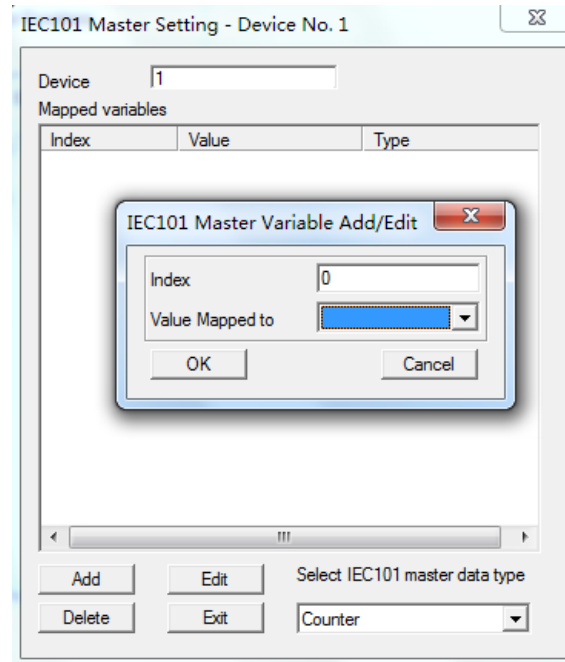 IEC101 Master Setting - Device No. 1
Device 1
Mapped variables
Index Value Type
IEC101 Master Variable Add/Edit
Index 0
Value Mapped to
OK Cancel
Add Edit Select IEC101 master data type
Delete Exit Counter